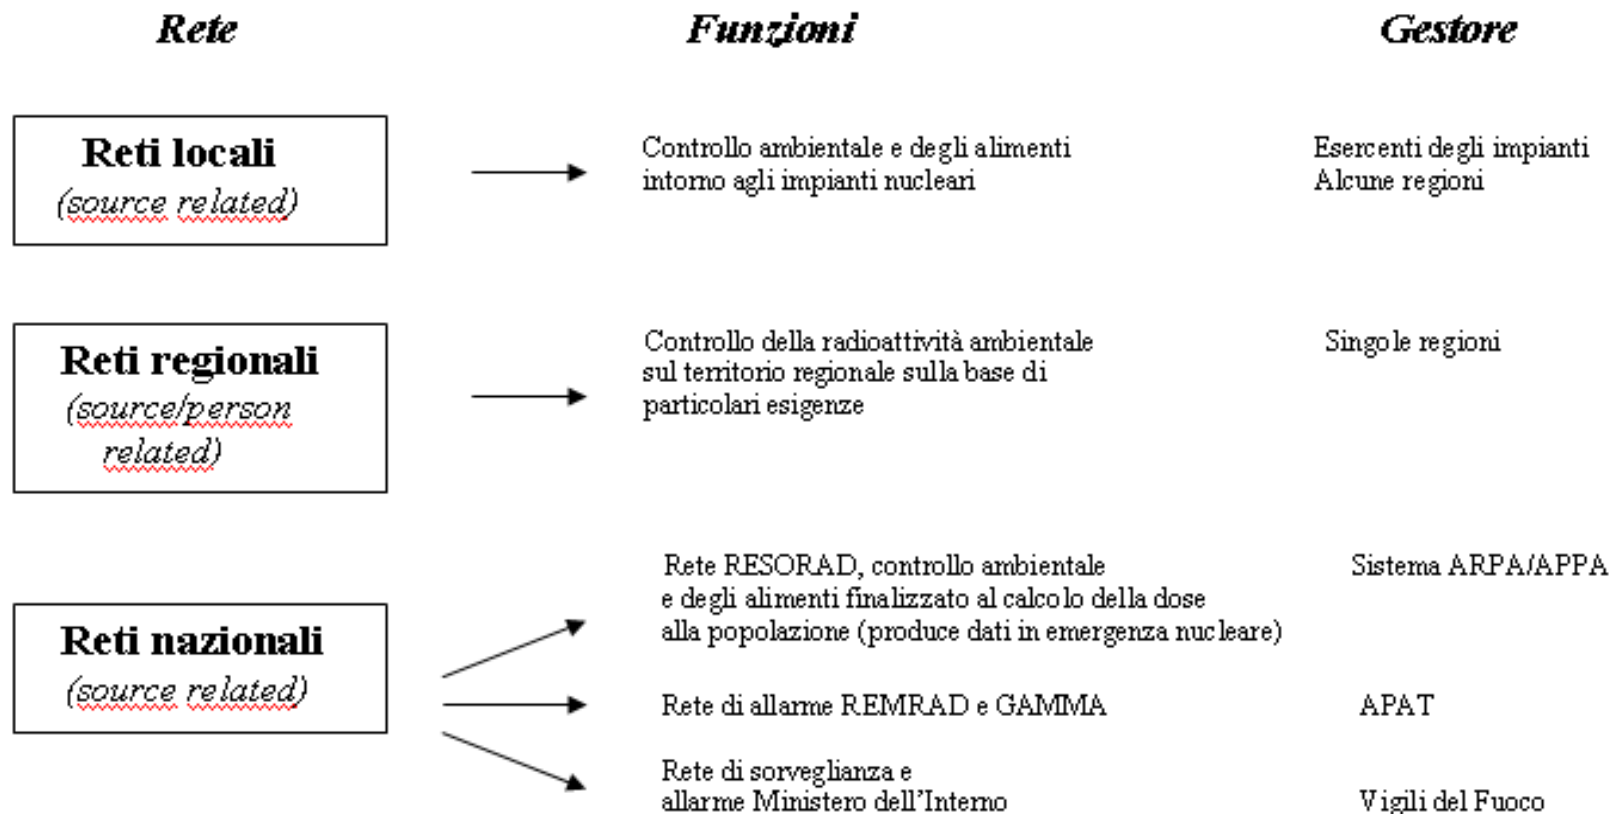 Rete Funzioni Gestore
Reti locali
(source related)
Controllo ambientale e degli alimenti
intorno agli impianti nucleari
Esercenti degli impianti
Alcune regioni
Reti regionali
(source/person
related)
Controllo della radioattività ambientale
sul territorio regionale sulla base di
particolari esigenze
Singole regioni
Reti nazionali
(source related)
Rete RESORAD, controllo ambientale
e degli alimenti finalizzato al calcolo della dose
alla popolazione (produce dati in emergenza nucleare)
Sistema ARPA/APPA
Rete di allarme REMRAD e GAMMA
APAT
Rete di sorveglianza e
allarme Ministero dell'Interno
Vigili del Fuoco